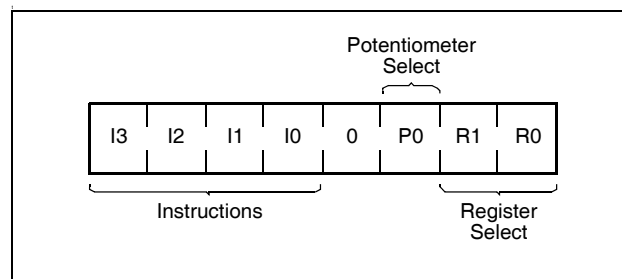 Potentiometer
Select
I3 I2 I1 I0 0 P0 R1 R0
Instructions
Register
Select